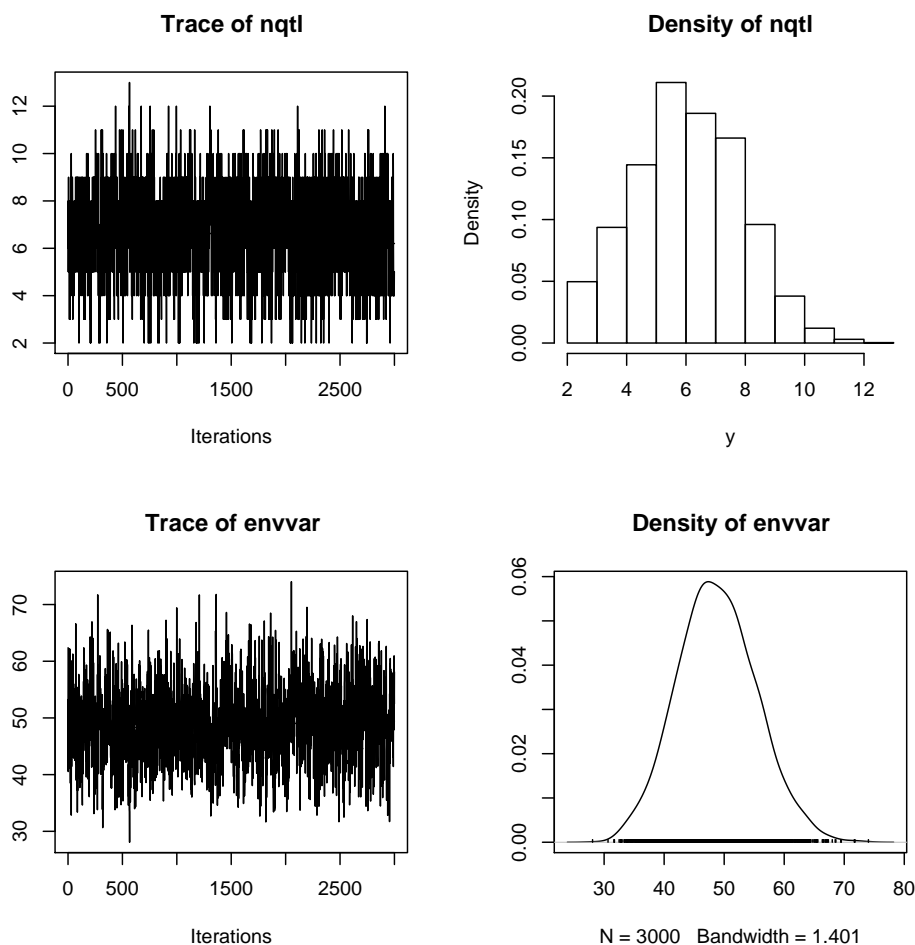 Trace of nqtl
12
10
8
6
4
2
0 500 1500 2500
Iterations
Density of nqtl
Density
0.20
0.15
0.10
0.05
0.00
2 4 6 8 10 12
y
Trace of envvar
70
60
50
40
30
0 500 1500 2500
Iterations
Density of envvar
0.06
0.04
0.02
0.00
30 40 50 60 70 80
N = 3000 Bandwidth = 1.401